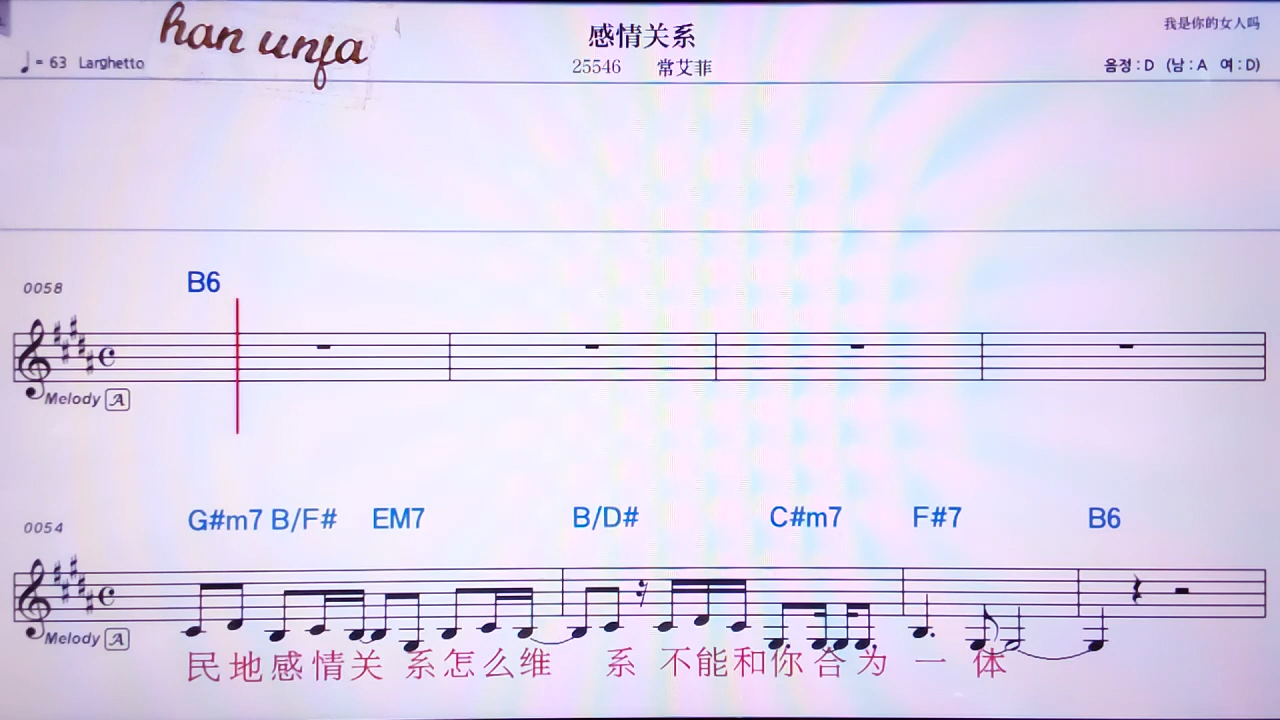 han unfa
感情关系
我是你的女人吗
♩= 63 Larghetto
25546 常艾菲
음정 : D (남 : A 여 : D)
B6
0058
Melody A
G#m7 B/F# EM7 B/D# C#m7 F#7 B6
0054
Melody A
民地感情关 系怎么维 系 不能和你合为 一 体